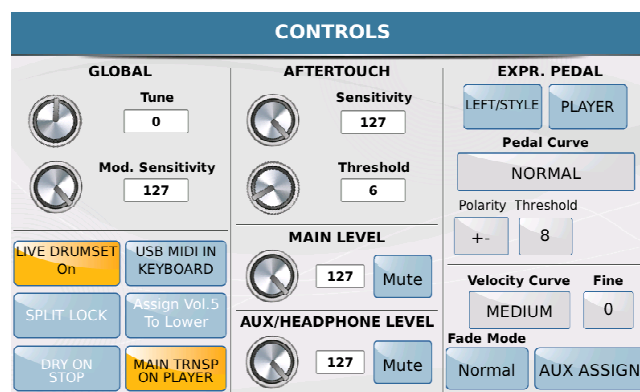 CONTROLS
GLOBAL
Tune
0
Mod. Sensitivity
127
LIVE DRUMSET
On
USB MIDI IN
KEYBOARD
SPLIT LOCK
Assign Vol.5
To Lower
DRY ON
STOP
MAIN TRNSP
ON PLAYER
AFTERTOUCH
Sensitivity
127
Threshold
6
MAIN LEVEL
127
Mute
AUX/HEADPHONE LEVEL
127
Mute
EXPR. PEDAL
LEFT/STYLE
PLAYER
Pedal Curve
NORMAL
Polarity Threshold
+-
8
Velocity Curve Fine
MEDIUM
0
Fade Mode
Normal
AUX ASSIGN